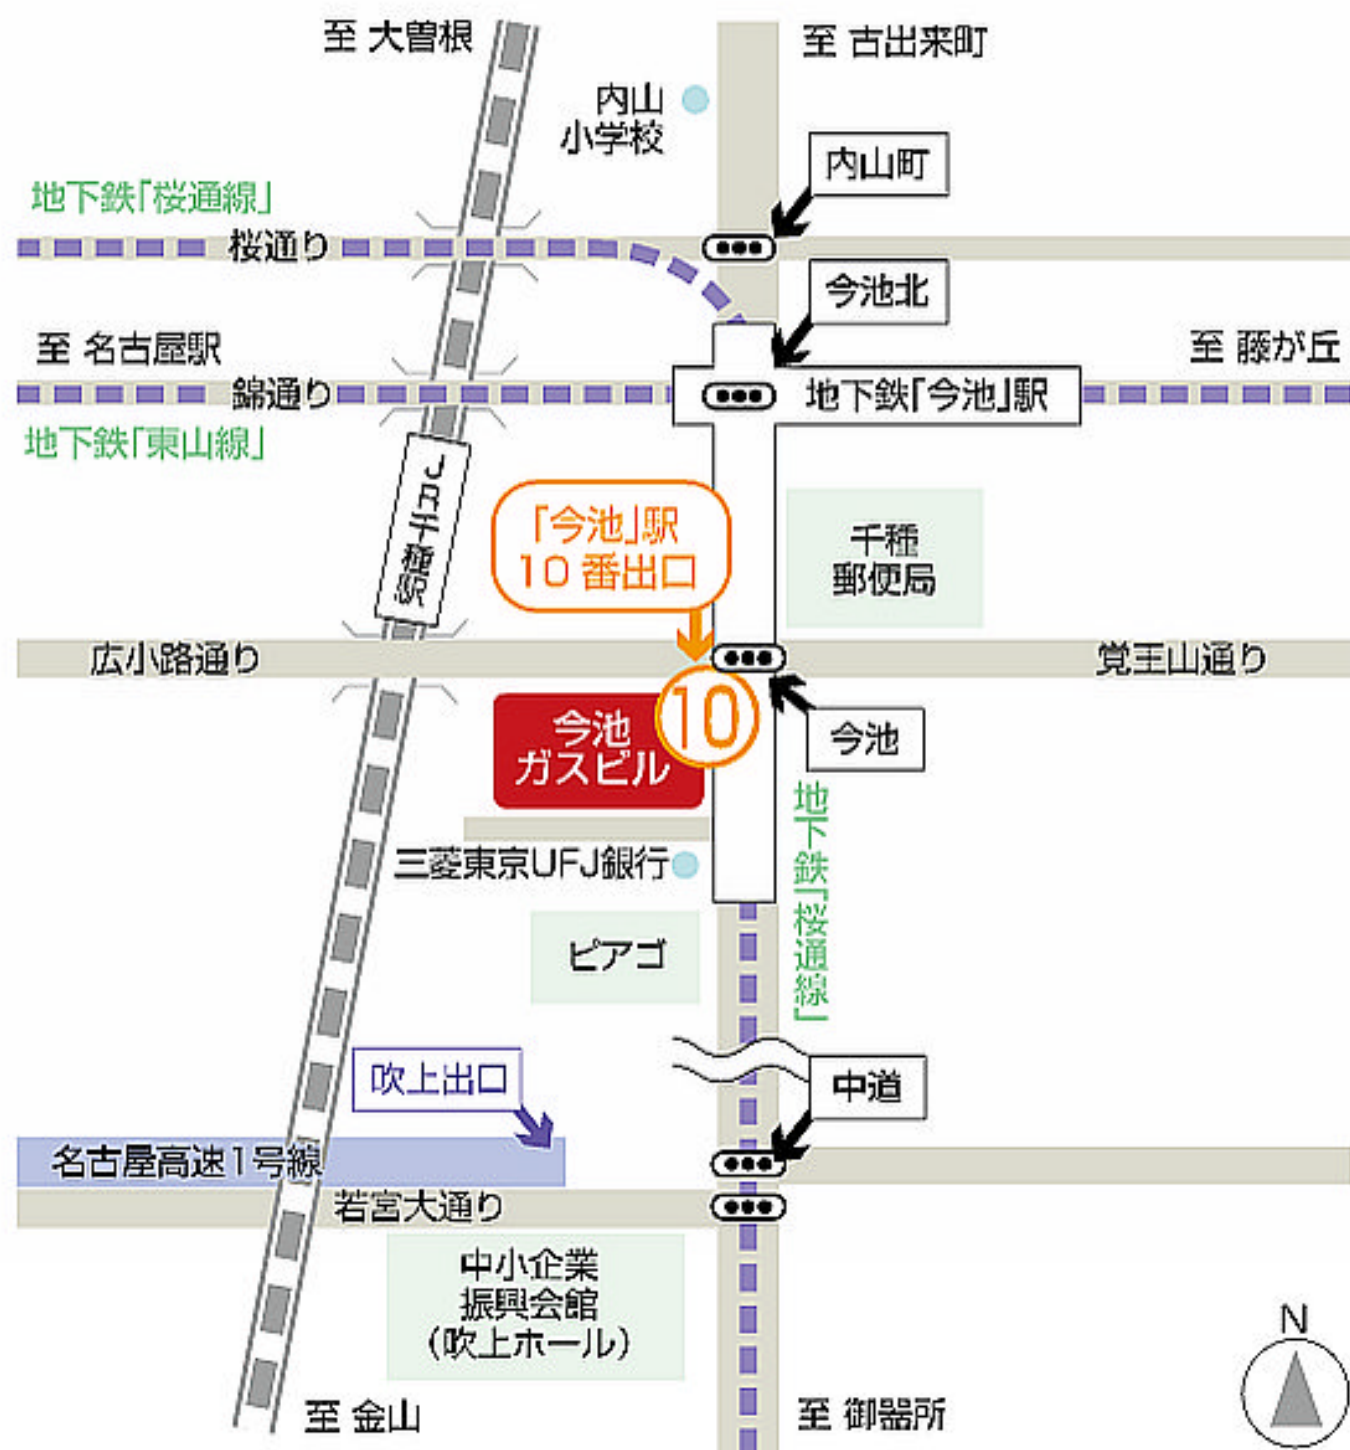 至 大曽根
至 古出来町
内山
小学校
内山町
地下鉄「桜通線」
桜通り
今池北
至 名古屋駅
至 藤が丘
錦通り
地下鉄「今池」駅
地下鉄「東山線」
JR千種駅
「今池」駅
10 番出口
千種
郵便局
広小路通り
覚王山通り
10
今池
ガスビル
今池
地下鉄「桜通線」
三菱東京UFJ銀行
ピアゴ
吹上出口
中道
名古屋高速1号線
若宮大通り
中小企業
振興会館
(吹上ホール)
至 金山
至 御器所
N